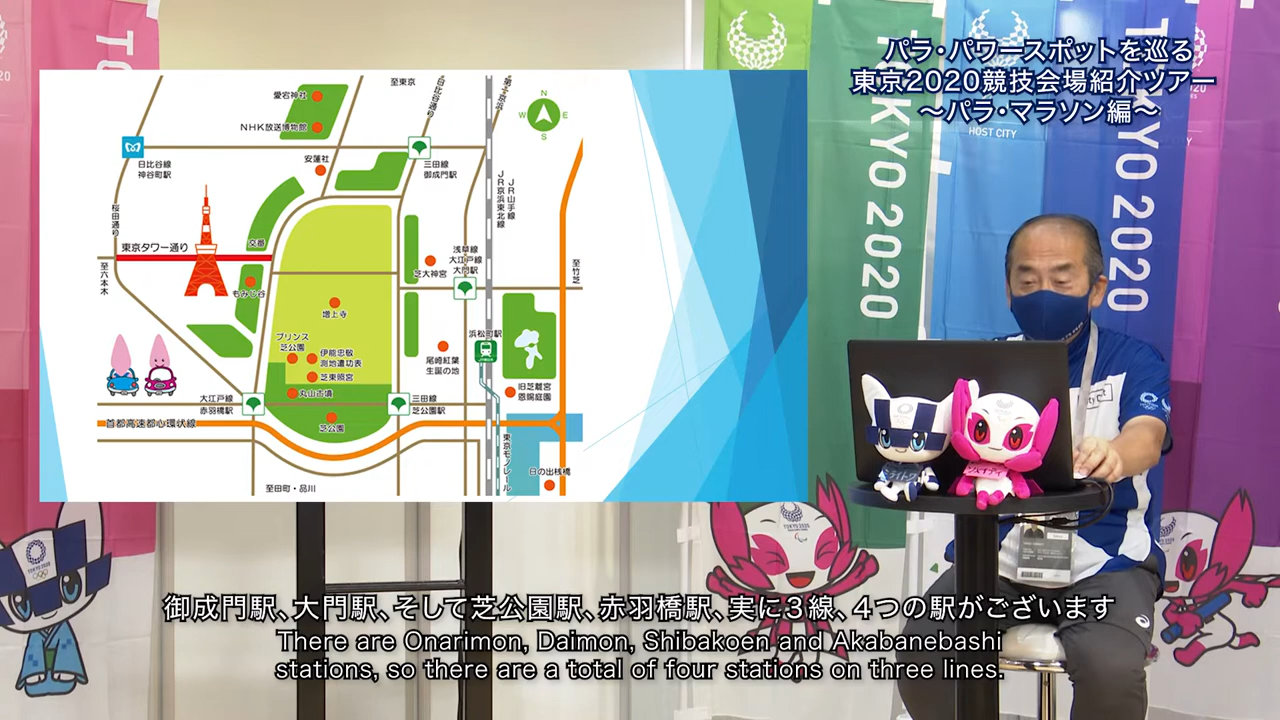 パラ・パワースポットを巡る
東京2020競技会場紹介ツアー
～パラ・マラソン編～
HOST CITY
TOKYO 2020
TOKYO 2020
愛宕神社
NHK放送博物館
至東京
日比谷通り
第一京浜
N
W
E
S
日比谷線
神谷町駅
安蓮社
三田線
御成門駅
JR京浜東北線
JR山手線
桜田通り
東京タワー通り
交番
至六本木
もみじ谷
芝大神宮
浅草線
大江戸線
大門駅
至竹芝
増上寺
プリンス
芝公園
伊能忠敬
測地遺功表
芝東照宮
丸山古墳
芝公園
尾崎紅葉
生誕の地
浜松町駅
旧芝離宮
恩賜庭園
大江戸線
赤羽橋駅
三田線
芝公園駅
首都高速都心環状線
東京モノレール
日の出桟橋
至田町・品川
御成門駅、大門駅、そして芝公園駅、赤羽橋駅、実に3線、4つの駅がございます
There are Onarimon, Daimon, Shibakoen and Akabanebashi
stations, so there are a total of four stations on three lines.